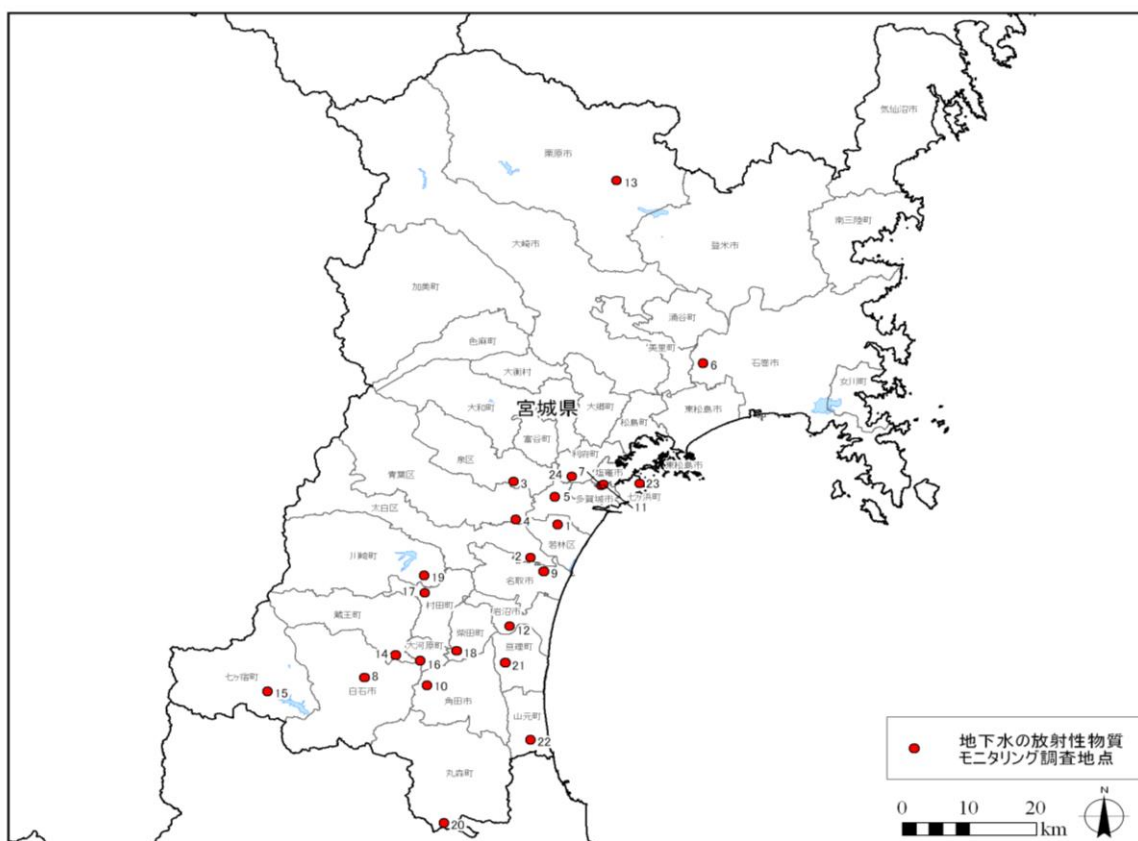 気仙沼市
栗原市
13
南三陸町
大崎市
登米市
加美町
涌谷町
色麻町
美里町
石巻市
6
大衡村
女川町
大和町
宮城県
大郷町
東松島市
松島町
富谷町
利府町
泉区
24
7
塩竈市
東松島市
青葉区
3
23
5
多賀城市
七ヶ浜町
11
太白区
4
1
若林区
川崎町
2
9
19
名取市
17
村田町
蔵王町
岩沼市
12
柴田町
大河原町
亘理町
14
18
16
21
七ヶ宿町
8
10
15
白石市
角田市
山元町
22
丸森町
20
地下水の放射性物質
モニタリング調査地点
N
0 10 20
km